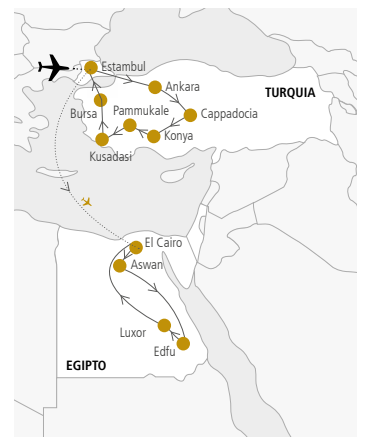 Estambul
Ankara
TURQUIA
Pammukale
Cappadocia
Bursa
Konya
Kusadasi
El Cairo
Aswan
Luxor
Edfu
EGIPTO